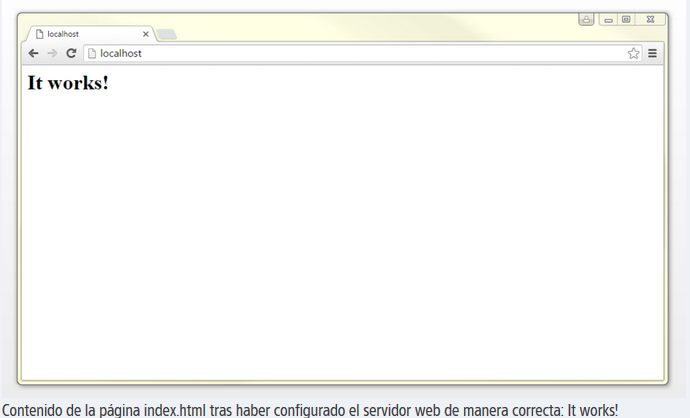 localhost
localhost
It works!
Contenido de la página index.html tras haber configurado el servidor web de manera correcta: It works!